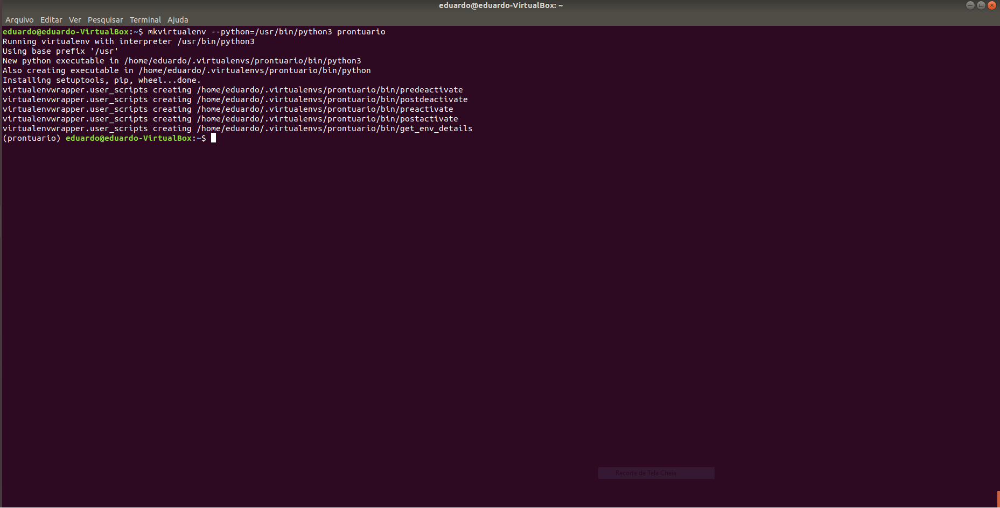 eduardo@eduardo-VirtualBox: ~
Arquivo Editar Ver Pesquisar Terminal Ajuda
eduardo@eduardo-VirtualBox:~$ mkvirtualenv --python=/usr/bin/python3 prontuario
Running virtualenv with interpreter /usr/bin/python3
Using base prefix '/usr'
New python executable in /home/eduardo/.virtualenvs/prontuario/bin/python3
Also creating executable in /home/eduardo/.virtualenvs/prontuario/bin/python
Installing setuptools, pip, wheel...done.
virtualenvwrapper.user_scripts creating /home/eduardo/.virtualenvs/prontuario/bin/predeactivate
virtualenvwrapper.user_scripts creating /home/eduardo/.virtualenvs/prontuario/bin/postdeactivate
virtualenvwrapper.user_scripts creating /home/eduardo/.virtualenvs/prontuario/bin/preactivate
virtualenvwrapper.user_scripts creating /home/eduardo/.virtualenvs/prontuario/bin/postactivate
virtualenvwrapper.user_scripts creating /home/eduardo/.virtualenvs/prontuario/bin/get_env_details
(prontuario) eduardo@eduardo-VirtualBox:~$
Recorte de Tela Cheia